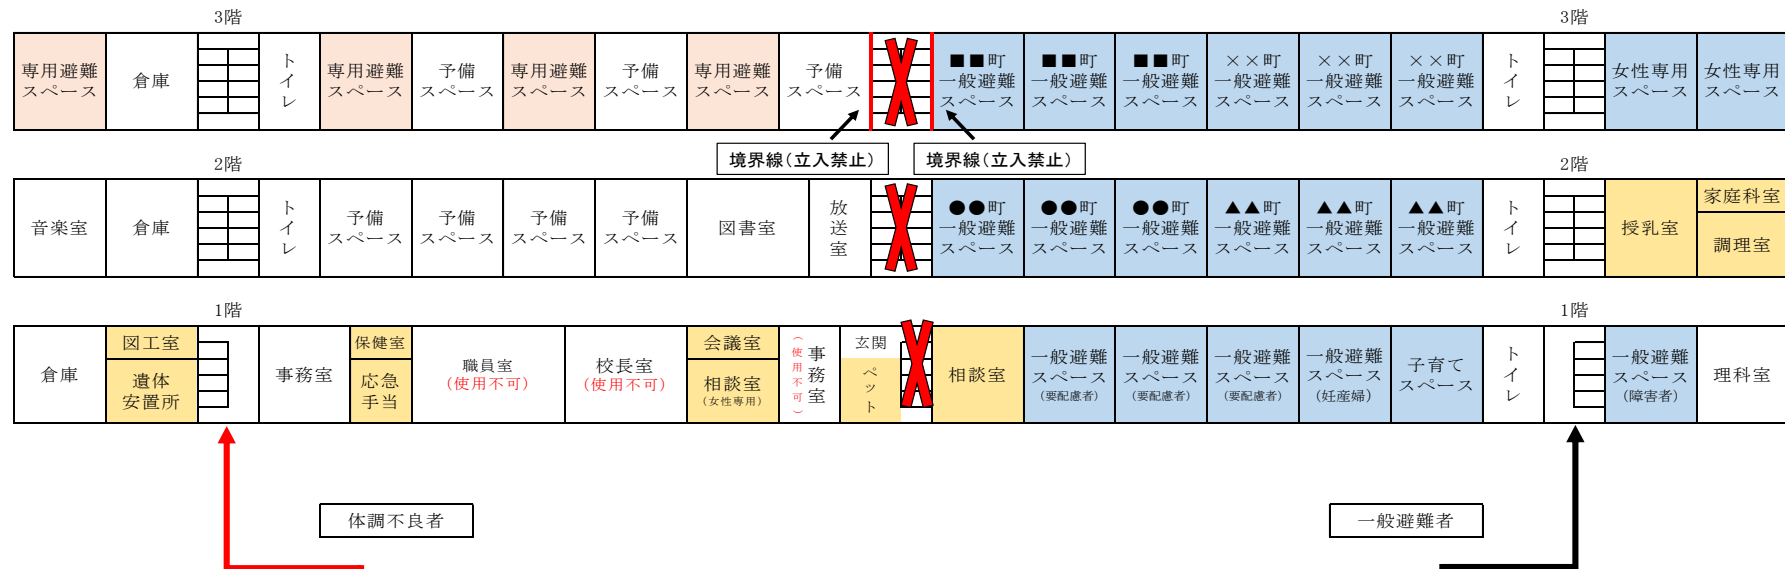 3階
3階
専用避難
スペース
倉庫
トイレ
専用避難
スペース
予備
スペース
専用避難
スペース
予備
スペース
専用避難
スペース
予備
スペース
■■町
一般避難
スペース
■■町
一般避難
スペース
■■町
一般避難
スペース
××町
一般避難
スペース
××町
一般避難
スペース
××町
一般避難
スペース
トイレ
女性専用
スペース
女性専用
スペース
境界線(立入禁止)
境界線(立入禁止)
2階
2階
音楽室
倉庫
トイレ
予備
スペース
予備
スペース
予備
スペース
予備
スペース
図書室
放送室
●●町
一般避難
スペース
●●町
一般避難
スペース
●●町
一般避難
スペース
▲▲町
一般避難
スペース
▲▲町
一般避難
スペース
▲▲町
一般避難
スペース
トイレ
授乳室
家庭科室
調理室
1階
1階
倉庫
図工室
遺体
安置所
事務室
保健室
応急
手当
職員室
(使用不可)
校長室
(使用不可)
会議室
相談室
(女性専用)
事務室
(使用不可)
玄関
ペット
相談室
一般避難
スペース
(要配慮者)
一般避難
スペース
(要配慮者)
一般避難
スペース
(要配慮者)
一般避難
スペース
(妊産婦)
子育て
スペース
トイレ
一般避難
スペース
(障害者)
理科室
体調不良者
一般避難者